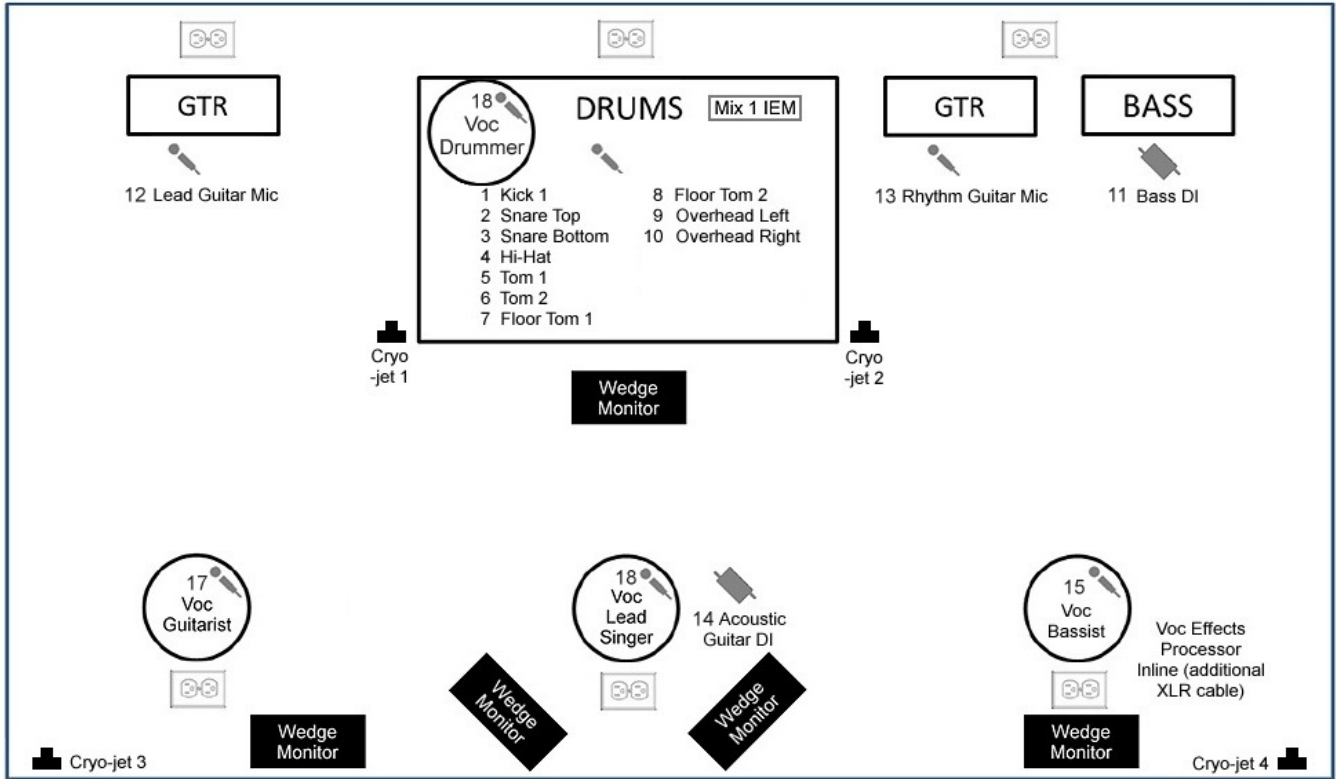 GTR
12 Lead Guitar Mic
18
Voc
Drummer
DRUMS
Mix 1 IEM
1 Kick 1
2 Snare Top
3 Snare Bottom
4 Hi-Hat
5 Tom 1
6 Tom 2
7 Floor Tom 1
8 Floor Tom 2
9 Overhead Left
10 Overhead Right
GTR
13 Rhythm Guitar Mic
BASS
11 Bass DI
Cryo
-jet 1
Cryo
-jet 2
Wedge
Monitor
17
Voc
Guitarist
18
Voc
Lead
Singer
14 Acoustic
Guitar DI
15
Voc
Bassist
Voc Effects
Processor
Inline (additional
XLR cable)
Cryo-jet 3
Wedge
Monitor
Wedge
Monitor
Wedge
Monitor
Wedge
Monitor
Cryo-jet 4